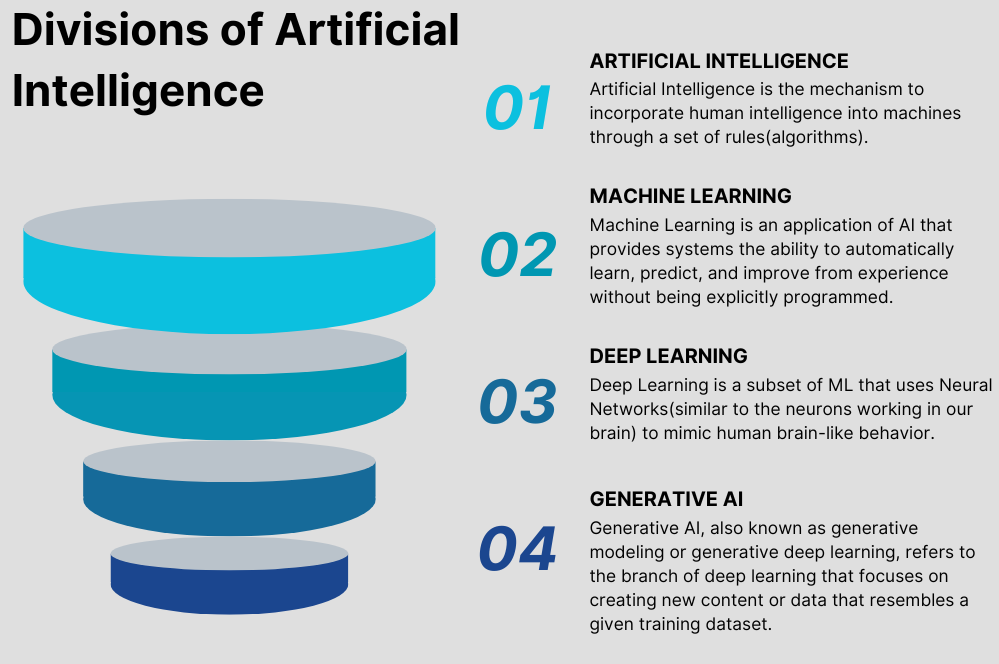 Divisions of Artificial
Intelligence
01
ARTIFICIAL INTELLIGENCE
Artificial Intelligence is the mechanism to
incorporate human intelligence into machines
through a set of rules(algorithms).
02
MACHINE LEARNING
Machine Learning is an application of AI that
provides systems the ability to automatically
learn, predict, and improve from experience
without being explicitly programmed.
03
DEEP LEARNING
Deep Learning is a subset of ML that uses Neural
Networks(similar to the neurons working in our
brain) to mimic human brain-like behavior.
04
GENERATIVE AI
Generative AI, also known as generative
modeling or generative deep learning, refers to
the branch of deep learning that focuses on
creating new content or data that resembles a
given training dataset.